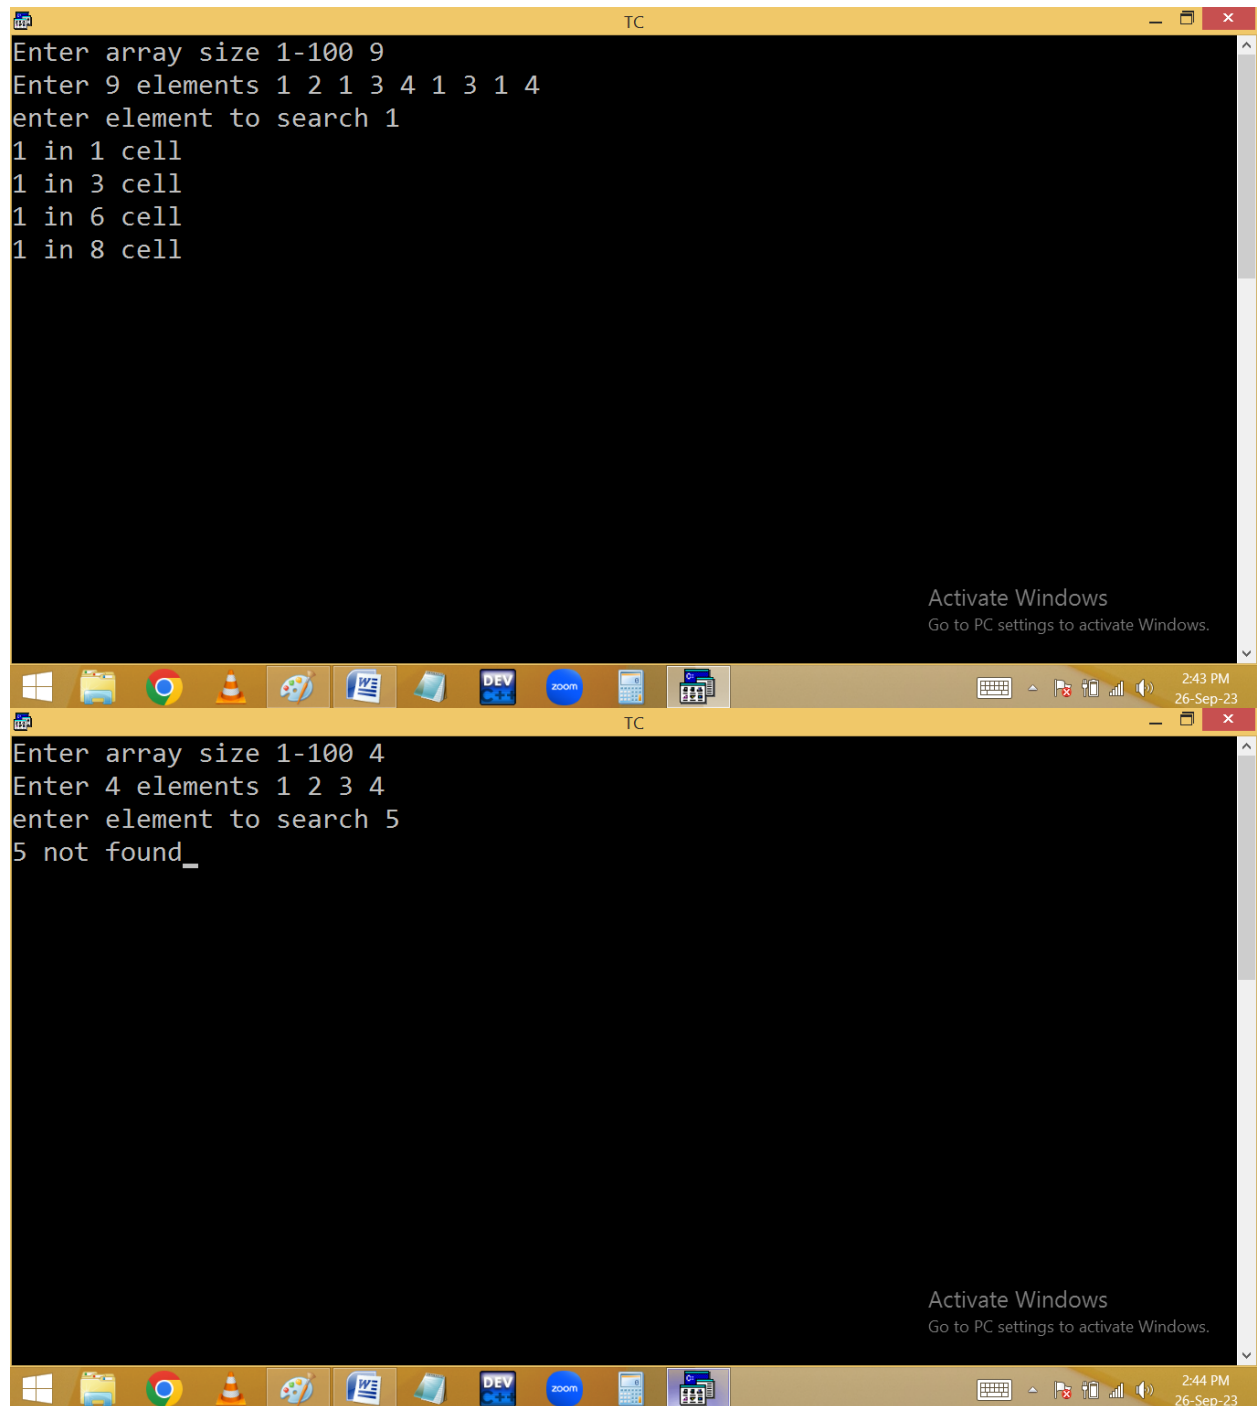 TC
Enter array size 1-100 9
Enter 9 elements 1 2 1 3 4 1 3 1 4
enter element to search 1
1 in 1 cell
1 in 3 cell
1 in 6 cell
1 in 8 cell
Activate Windows
Go to PC settings to activate Windows.
DEV
C++
zoom
2:43 PM
26-Sep-23
TC
Enter array size 1-100 4
Enter 4 elements 1 2 3 4
enter element to search 5
5 not found_
Activate Windows
Go to PC settings to activate Windows.
DEV
C++
zoom
2:44 PM
26-Sep-23